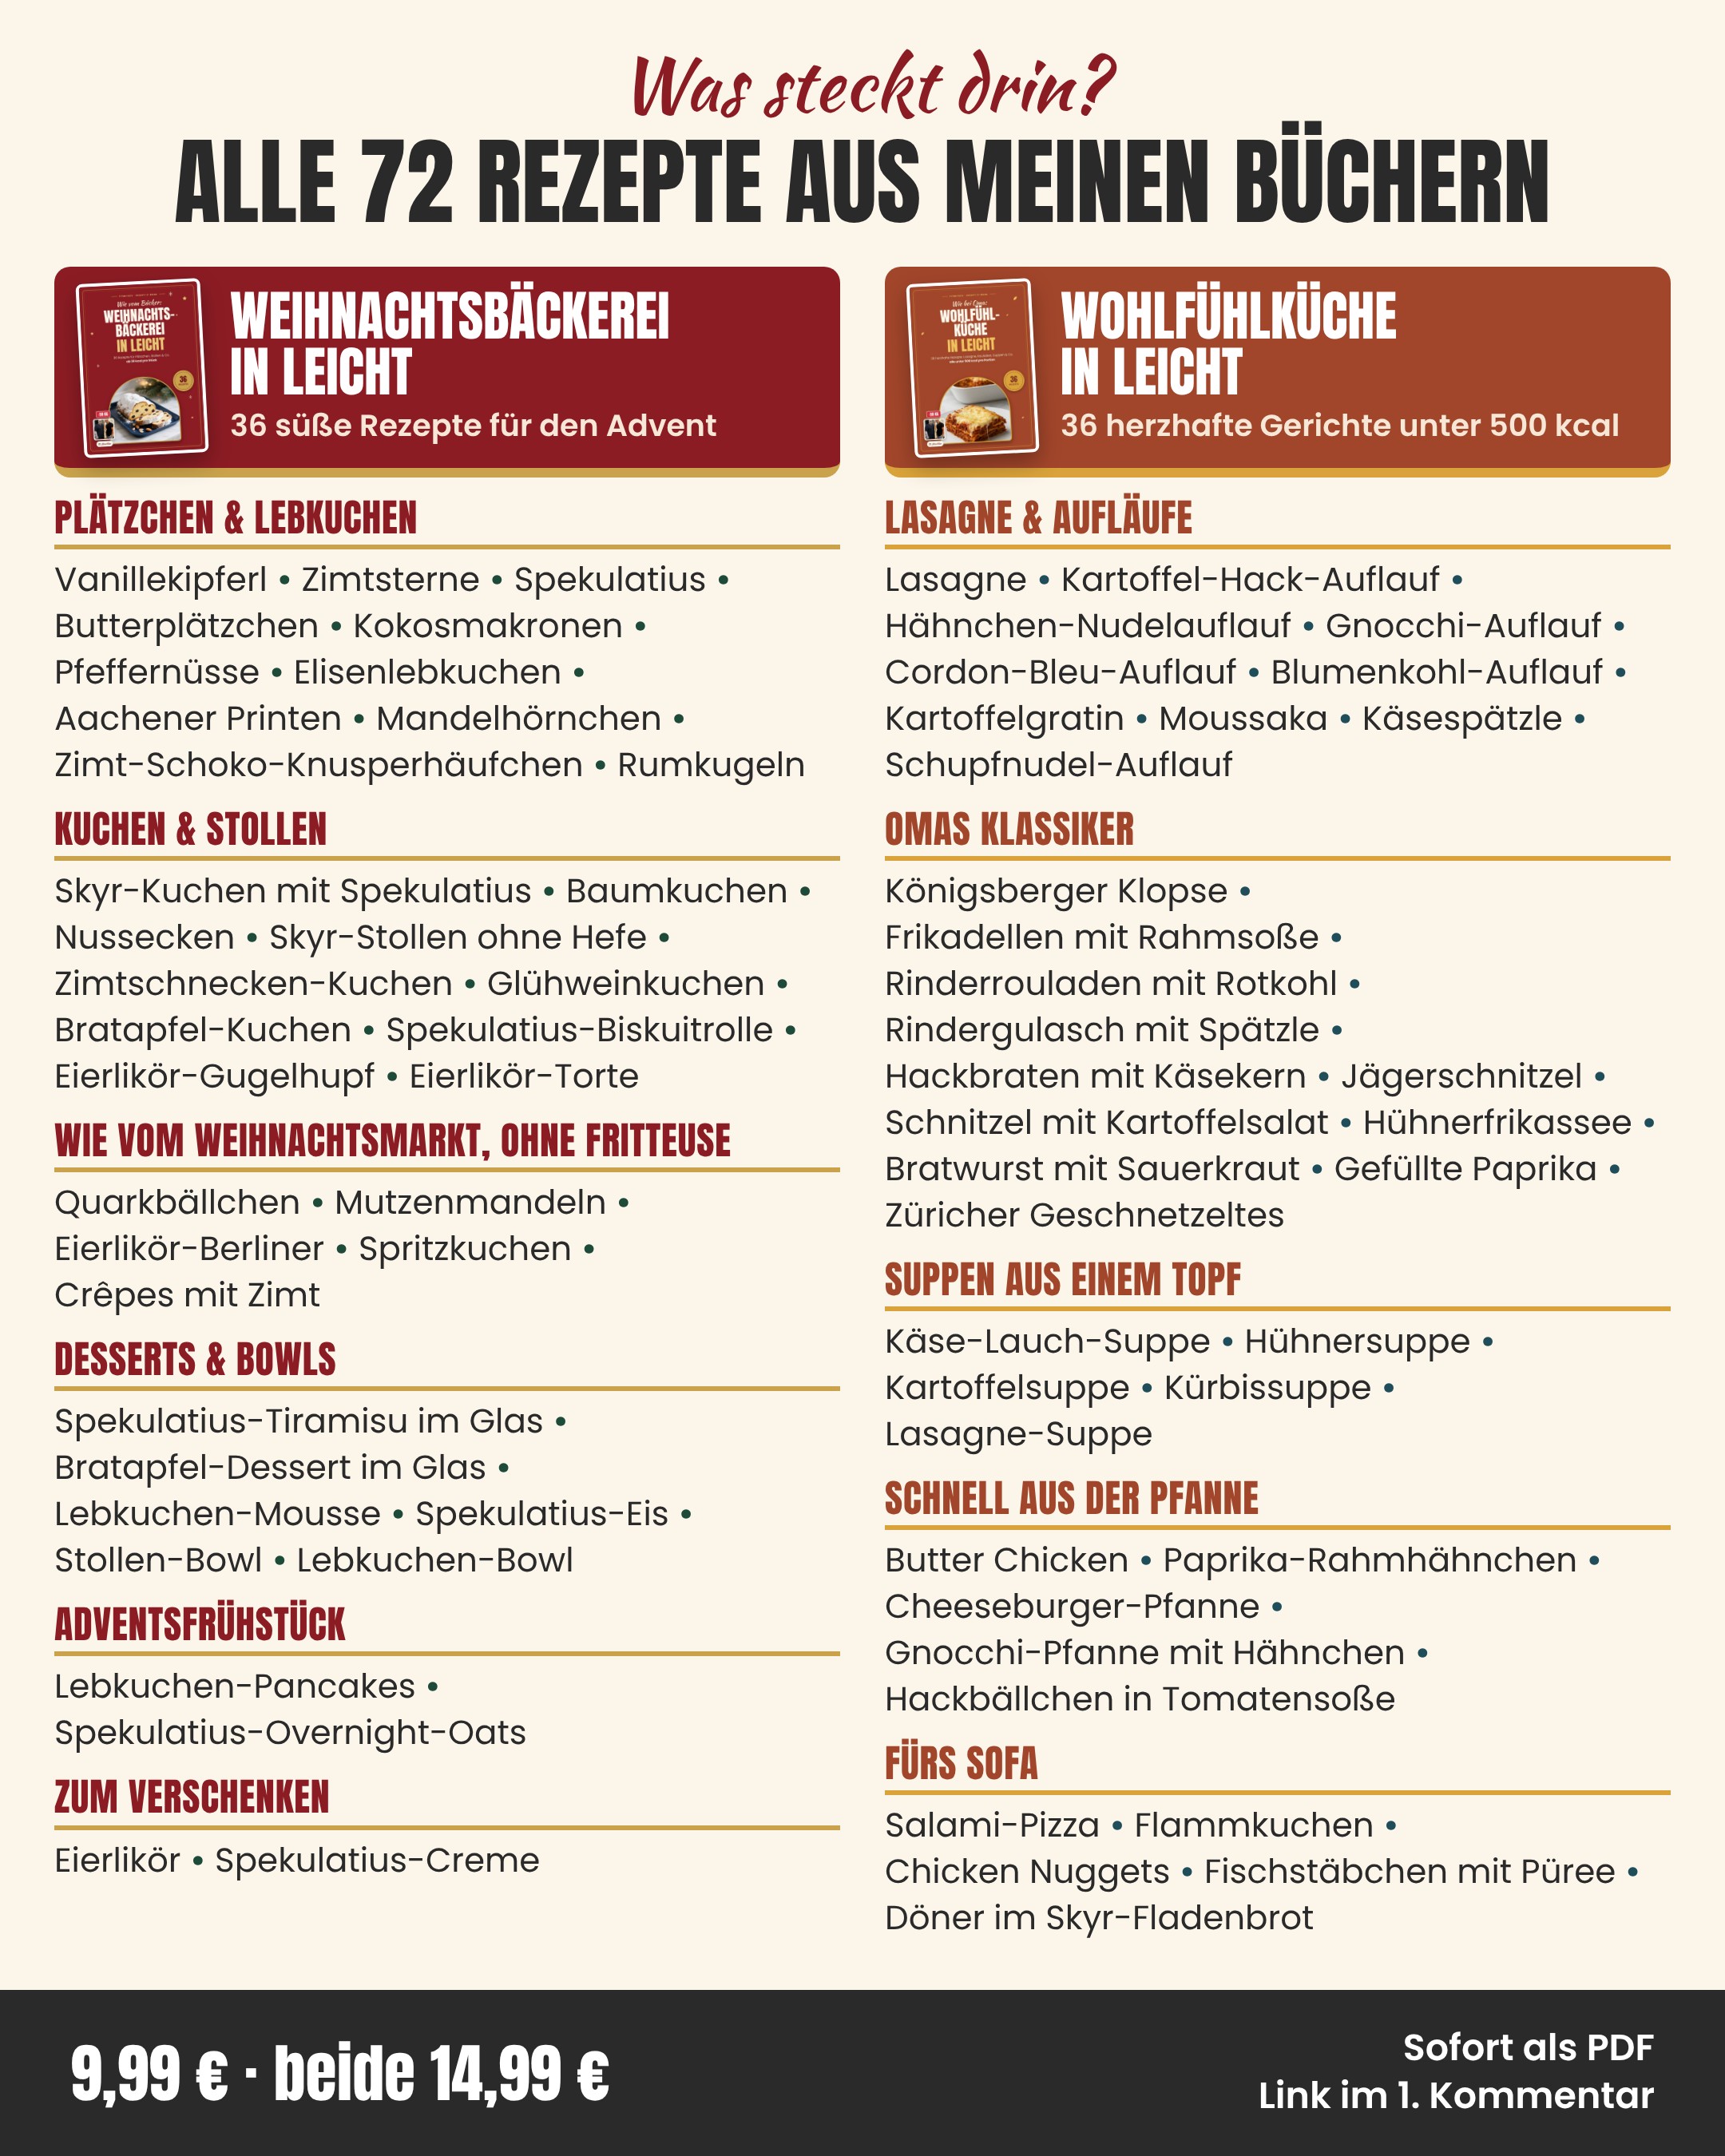 Was steckt drin?
ALLE 72 REZEPTE AUS MEINEN BÜCHERN
WEIHNACHTS-
BÄCKEREI
IN LEICHT
36
WEIHNACHTSBÄCKEREI
IN LEICHT
36 süße Rezepte für den Advent
PLÄTZCHEN & LEBKUCHEN
Vanillekipferl • Zimtsterne • Spekulatius •
Butterplätzchen • Kokosmakronen •
Pfeffernüsse • Elisenlebkuchen •
Aachener Printen • Mandelhörnchen •
Zimt-Schoko-Knusperhäufchen • Rumkugeln
KUCHEN & STOLLEN
Skyr-Kuchen mit Spekulatius • Baumkuchen •
Nussecken • Skyr-Stollen ohne Hefe •
Zimtschnecken-Kuchen • Glühweinkuchen •
Bratapfel-Kuchen • Spekulatius-Biskuitrolle •
Eierlikör-Gugelhupf • Eierlikör-Torte
WIE VOM WEIHNACHTSMARKT, OHNE FRITTEUSE
Quarkbällchen • Mutzenmandeln •
Eierlikör-Berliner • Spritzkuchen •
Crêpes mit Zimt
DESSERTS & BOWLS
Spekulatius-Tiramisu im Glas •
Bratapfel-Dessert im Glas •
Lebkuchen-Mousse • Spekulatius-Eis •
Stollen-Bowl • Lebkuchen-Bowl
ADVENTSFRÜHSTÜCK
Lebkuchen-Pancakes •
Spekulatius-Overnight-Oats
ZUM VERSCHENKEN
Eierlikör • Spekulatius-Creme
WOHLFÜHL-
KÜCHE
IN LEICHT
36
WOHLFÜHLKÜCHE
IN LEICHT
36 herzhafte Gerichte unter 500 kcal
LASAGNE & AUFLÄUFE
Lasagne • Kartoffel-Hack-Auflauf •
Hähnchen-Nudelauflauf • Gnocchi-Auflauf •
Cordon-Bleu-Auflauf • Blumenkohl-Auflauf •
Kartoffelgratin • Moussaka • Käsespätzle •
Schupfnudel-Auflauf
OMAS KLASSIKER
Königsberger Klopse •
Frikadellen mit Rahmsoße •
Rinderrouladen mit Rotkohl •
Rindergulasch mit Spätzle •
Hackbraten mit Käsekern • Jägerschnitzel •
Schnitzel mit Kartoffelsalat • Hühnerfrikassee •
Bratwurst mit Sauerkraut • Gefüllte Paprika •
Züricher Geschnetzeltes
SUPPEN AUS EINEM TOPF
Käse-Lauch-Suppe • Hühnersuppe •
Kartoffelsuppe • Kürbissuppe •
Lasagne-Suppe
SCHNELL AUS DER PFANNE
Butter Chicken • Paprika-Rahmhähnchen •
Cheeseburger-Pfanne •
Gnocchi-Pfanne mit Hähnchen •
Hackbällchen in Tomatensoße
FÜRS SOFA
Salami-Pizza • Flammkuchen •
Chicken Nuggets • Fischstäbchen mit Püree •
Döner im Skyr-Fladenbrot
9,99 € · beide 14,99 €
Sofort als PDF
Link im 1. Kommentar